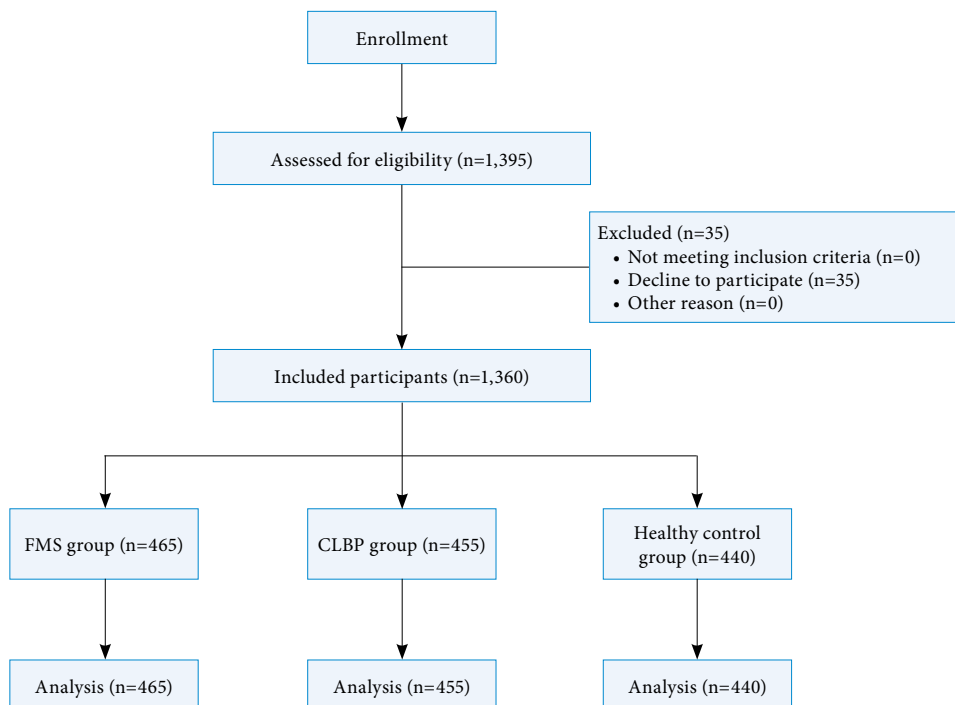 Enrollment
Assessed for eligibility (n=1,395)
Excluded (n=35)
• Not meeting inclusion criteria (n=0)
• Decline to participate (n=35)
• Other reason (n=0)
Included participants (n=1,360)
FMS group (n=465)
CLBP group (n=455)
Healthy control
group (n=440)
Analysis (n=465)
Analysis (n=455)
Analysis (n=440)